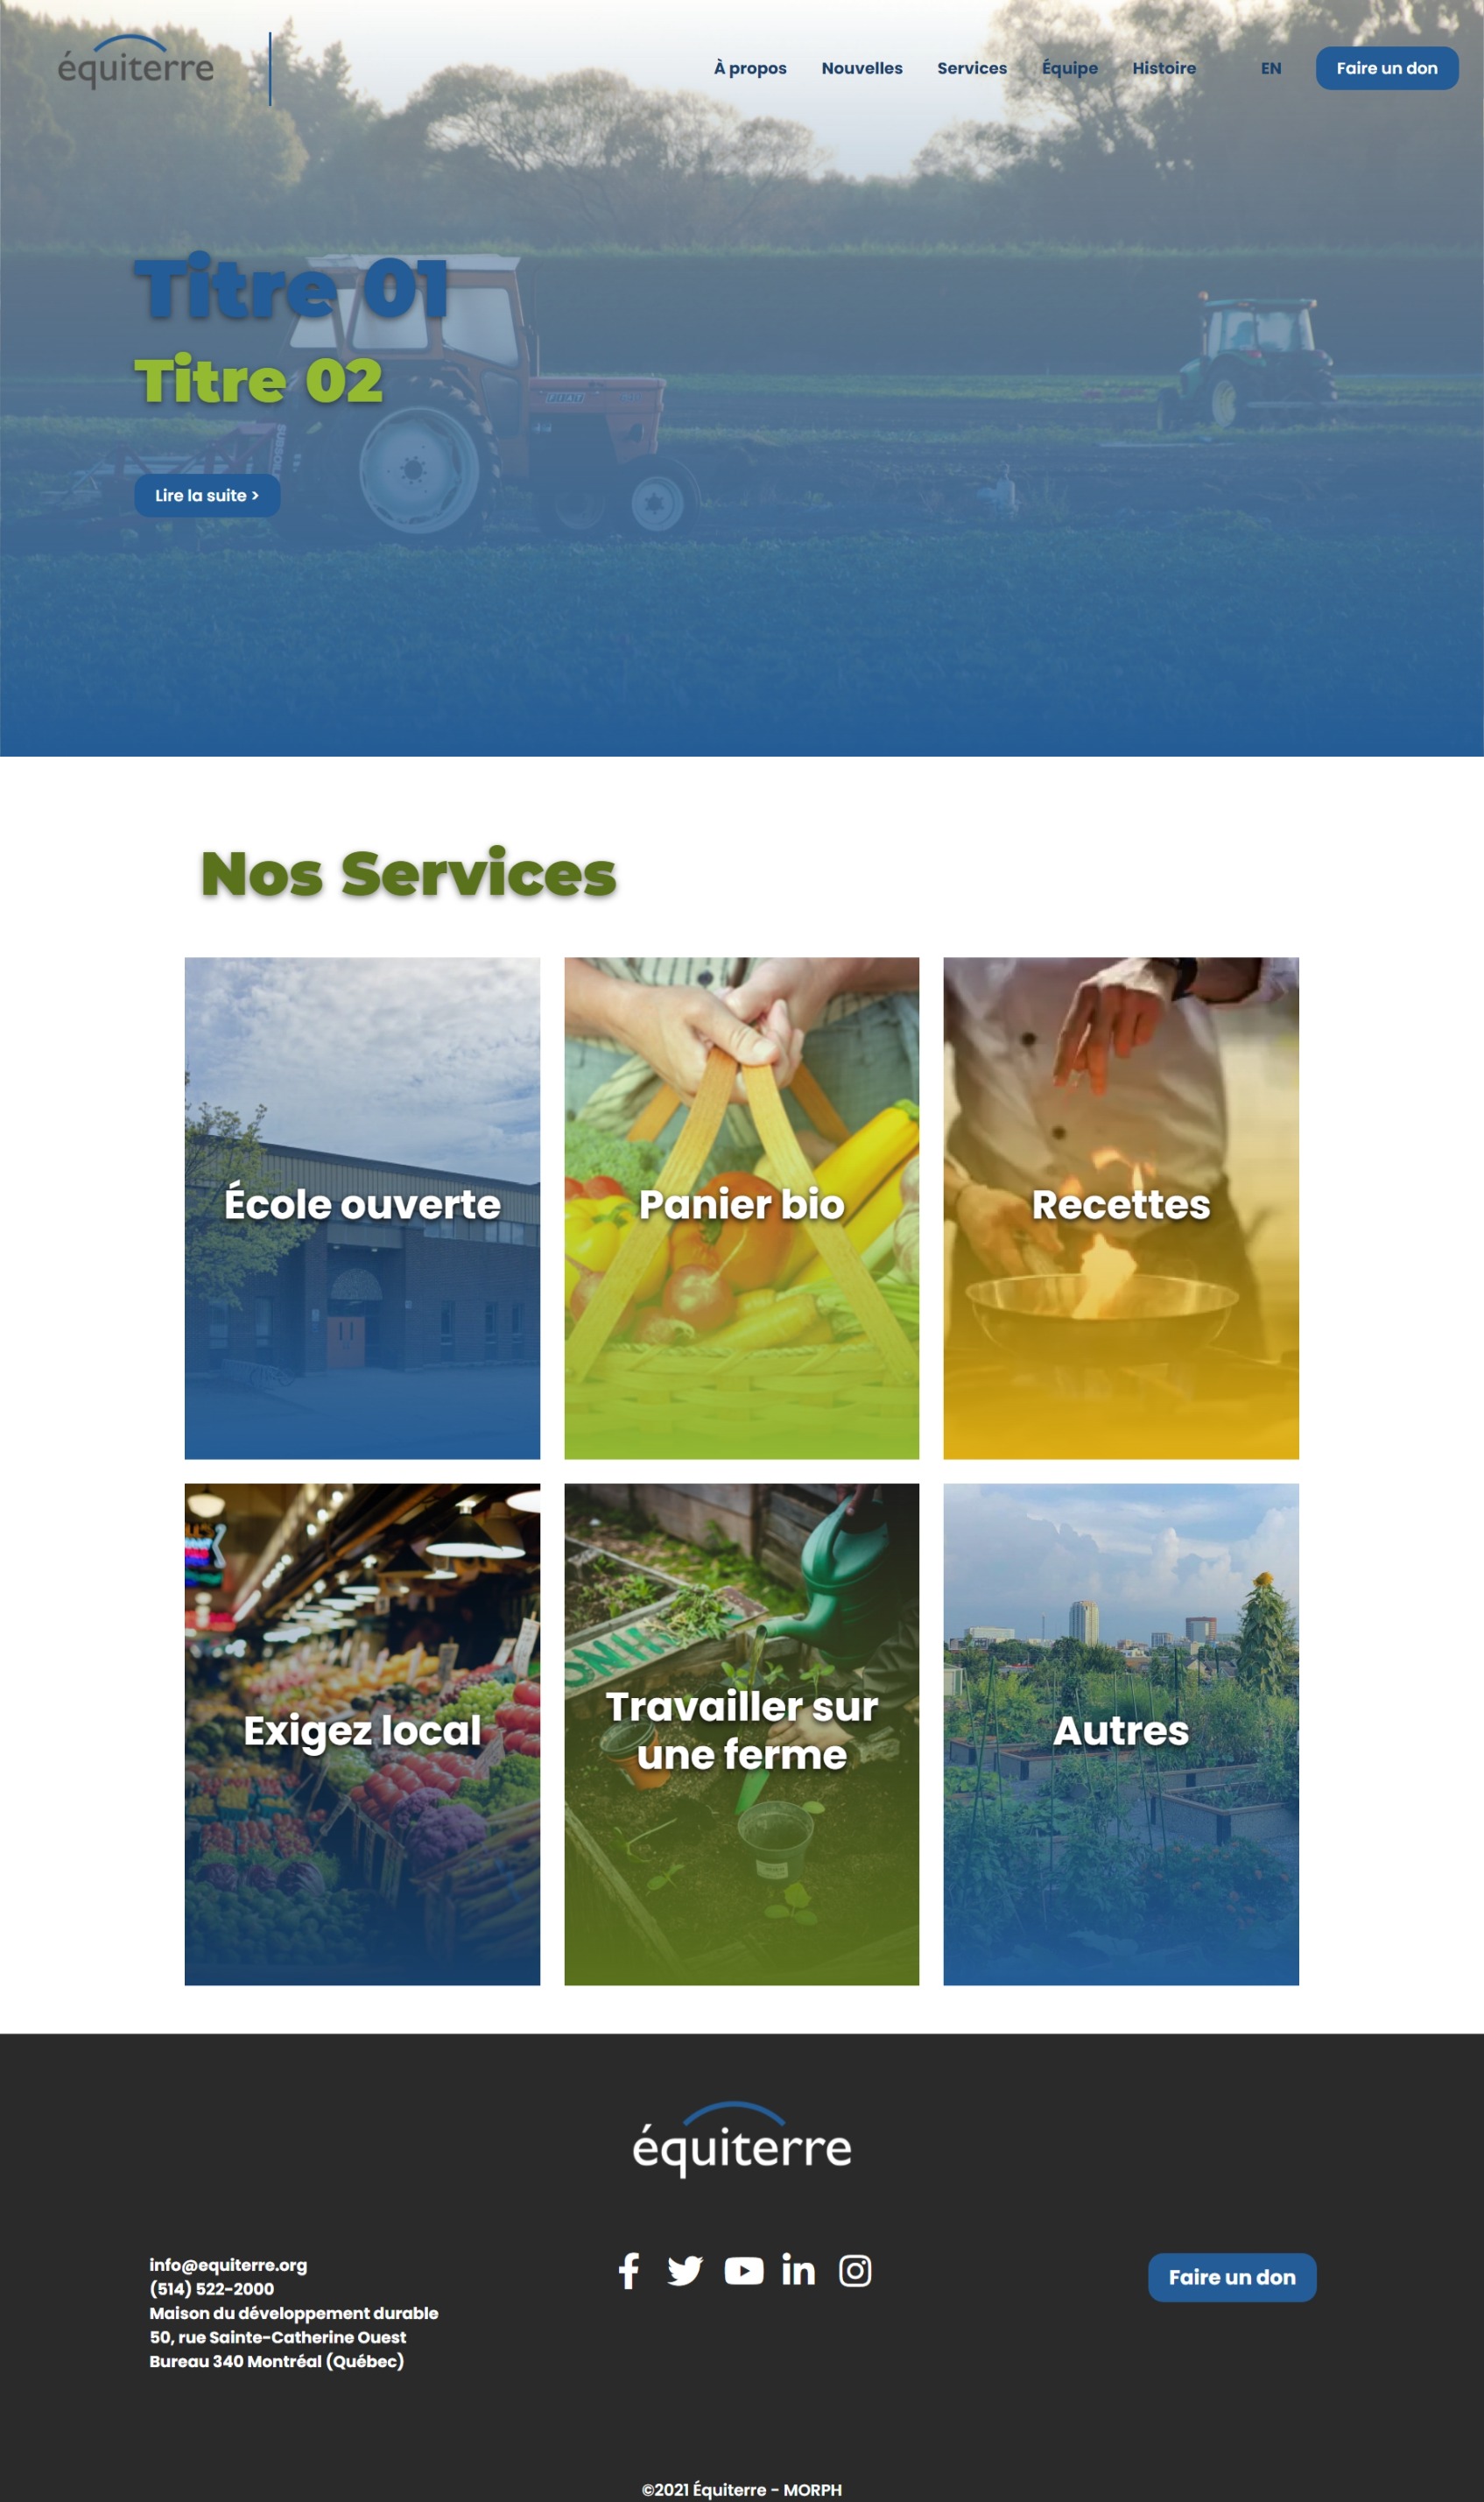 équiterre
À propos Nouvelles Services Équipe Histoire EN Faire un don
Titre 01
Titre 02
Lire la suite >
Nos Services
École ouverte
Panier bio
Recettes
Exigez local
Travailler sur
une ferme
Autres
équiterre
info@equiterre.org
(514) 522-2000
Maison du développement durable
50, rue Sainte-Catherine Ouest
Bureau 340 Montréal (Québec)
in
Faire un don
©2021 Équiterre - MORPH